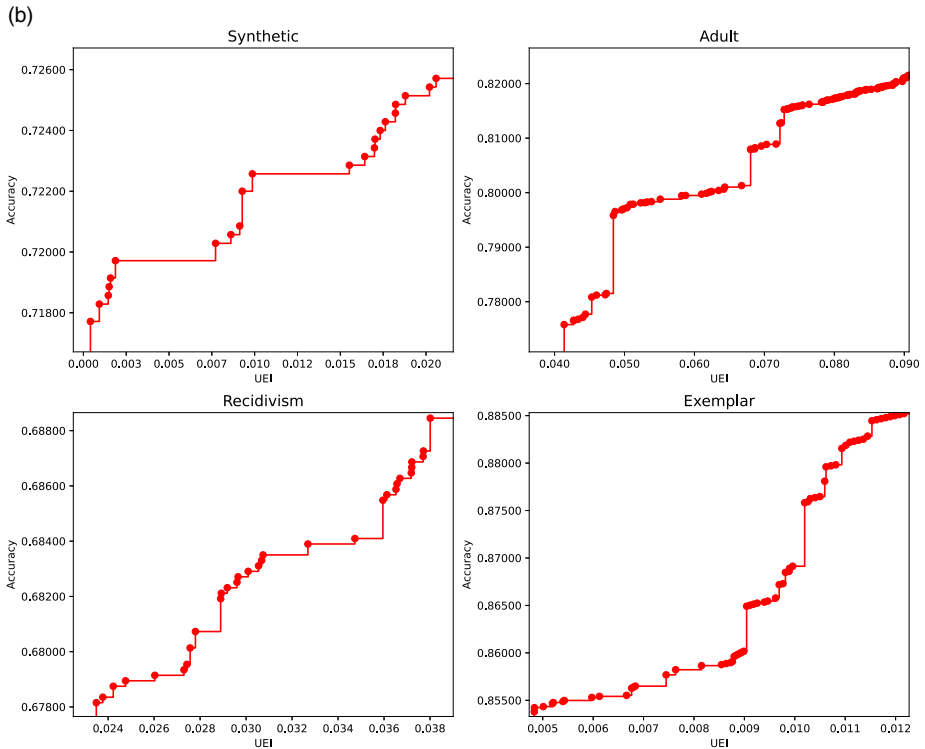 (b)
Synthetic
0.72600
0.72400
0.72200
0.72000
0.71800
Accuracy
0.000 0.003 0.005 0.007 0.010 0.012 0.015 0.018 0.020
UEI
Adult
0.82000
0.81000
0.80000
0.79000
0.78000
Accuracy
0.040 0.050 0.060 0.070 0.080 0.090
UEI
Recidivism
0.68800
0.68600
0.68400
0.68200
0.68000
0.67800
Accuracy
0.024 0.026 0.028 0.030 0.032 0.034 0.036 0.038
UEI
Exemplar
0.88500
0.88000
0.87500
0.87000
0.86500
0.86000
0.85500
Accuracy
0.005 0.006 0.007 0.008 0.009 0.010 0.011 0.012
UEI